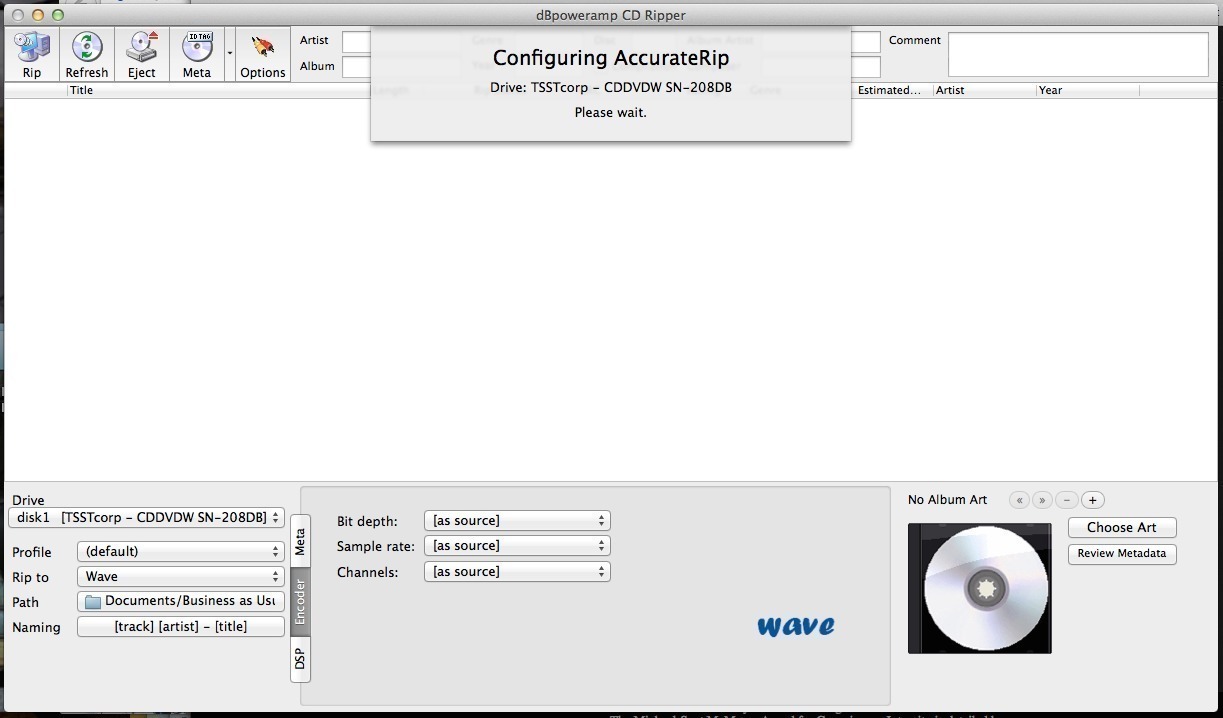 dBpoweramp CD Ripper
Rip
Refresh
Eject
ID TAG
Meta
Options
Artist
Album
Configuring AccurateRip
Drive: TSSTcorp - CDDVDW SN-208DB
Please wait.
Comment
Title
Length
Genre
Estimated...
Artist
Year
Drive
disk1 [TSSTcorp - CDDVDW SN-208DB]
Profile
(default)
Rip to
Wave
Path
Documents/Business as Usu
Naming
[track] [artist] - [title]
Meta
Encoder
DSP
Bit depth:
[as source]
Sample rate:
[as source]
Channels:
[as source]
wave
No Album Art
«
»
-
+
Choose Art
Review Metadata